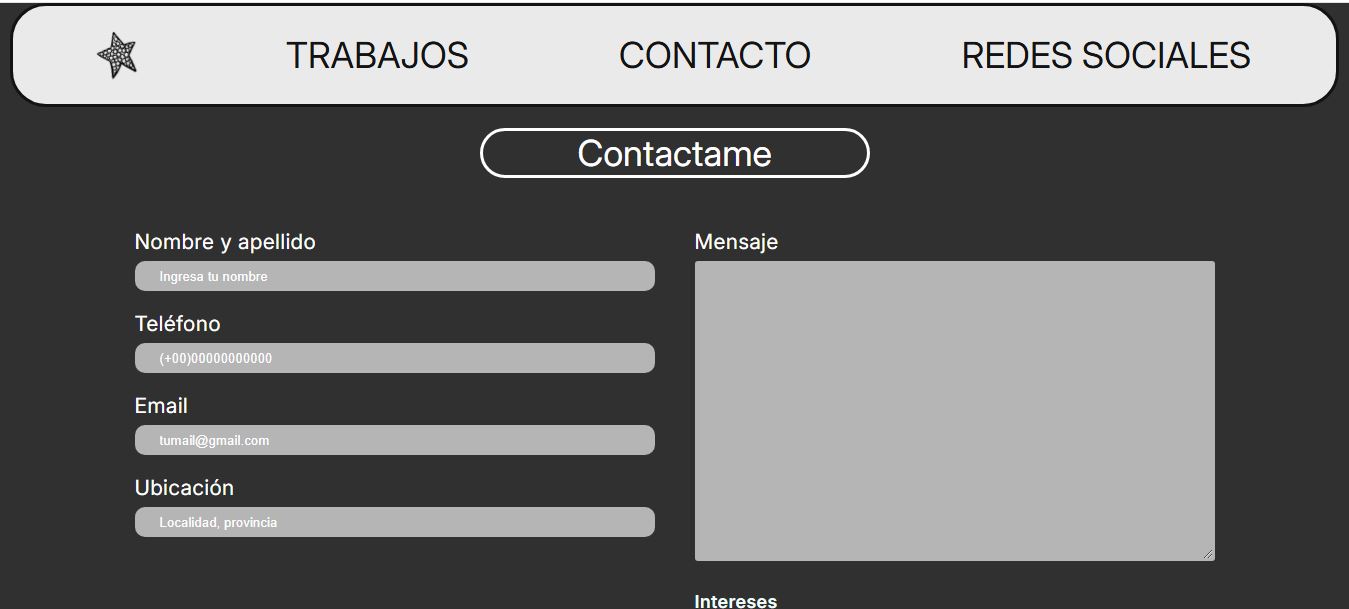 TRABAJOS CONTACTO REDES SOCIALES
Contactame
Nombre y apellido
Ingresa tu nombre
Teléfono
(+00)00000000000
Email
tumail@gmail.com
Ubicación
Localidad, provincia
Mensaje
Intereses